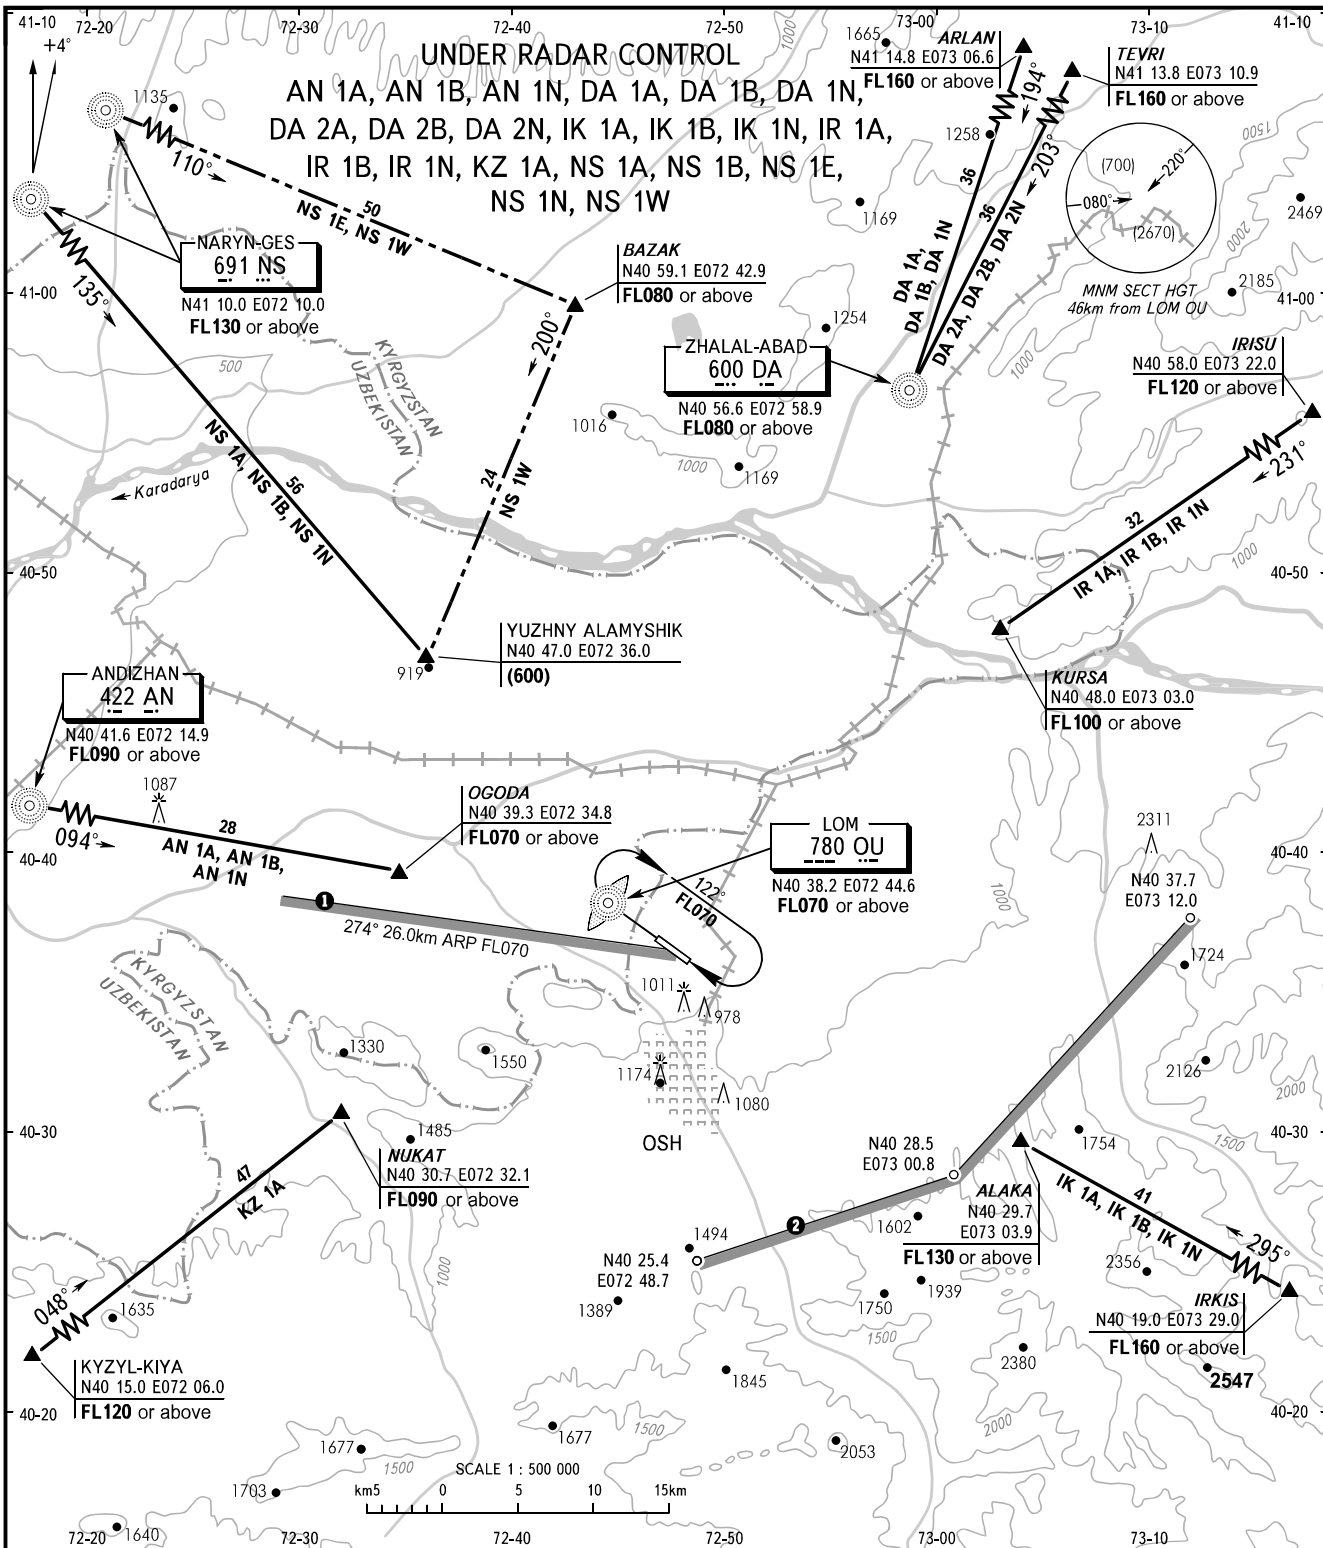 41-10
72-20
72-30
72-40
72-50
73-00
73-10
41-10
+4°
UNDER RADAR CONTROL
AN 1A, AN 1B, AN 1N, DA 1A, DA 1B, DA 1N,
DA 2A, DA 2B, DA 2N, IK 1A, IK 1B, IK 1N, IR 1A,
IR 1B, IR 1N, KZ 1A, NS 1A, NS 1B, NS 1E,
NS 1N, NS 1W
1000
1665
ARLAN
N41 14.8 E073 06.6
FL160 or above
TEVRI
N41 13.8 E073 10.9
FL160 or above
194°
203°
1135
110°
50
NS 1E, NS 1W
1258
36
36
DA 1A,
DA 1B, DA 1N
DA 2A, DA 2B, DA 2N
(700)
220°
080°
(2670)
MNM SECT HGT
46km from LOM OU
1500
2469
2000
2185
1169
NARYN-GES
691 NS
N41 10.0 E072 10.0
FL130 or above
135°
BAZAK
N40 59.1 E072 42.9
FL080 or above
200°
41-00
41-00
1254
ZHALAL-ABAD
600 DA
N40 56.6 E072 58.9
FL080 or above
1000
IRISU
N40 58.0 E073 22.0
FL120 or above
231°
KYRGYZSTAN
UZBEKISTAN
500
1016
1000
1169
Karadarya
56
NS 1A, NS 1B, NS 1N
24
NS 1W
32
IR 1A, IR 1B, IR 1N
1000
40-50
40-50
YUZHNY ALAMYSHIK
N40 47.0 E072 36.0
(600)
919
KURSA
N40 48.0 E073 03.0
FL100 or above
ANDIZHAN
422 AN
N40 41.6 E072 14.9
FL090 or above
1087
094°
28
AN 1A, AN 1B,
AN 1N
OGODA
N40 39.3 E072 34.8
FL070 or above
LOM
780 OU
N40 38.2 E072 44.6
FL070 or above
122°
FL070
2311
40-40
40-40
N40 37.7
E073 12.0
1000
1
274° 26.0km ARP FL070
1724
1011
978
KYRGYZSTAN
UZBEKISTAN
1330
1550
1174
1080
OSH
2126
2000
1500
40-30
40-30
1485
NUKAT
N40 30.7 E072 32.1
FL090 or above
47
KZ 1A
1754
N40 28.5
E073 00.8
ALAKA
N40 29.7
E073 03.9
FL130 or above
41
IK 1A, IK 1B, IK 1N
295°
1602
2
1494
N40 25.4
E072 48.7
1389
1000
048°
1635
1939
1750
1500
2356
IRKIS
N40 19.0 E073 29.0
FL160 or above
2380
2547
KYZYL-KIYA
N40 15.0 E072 06.0
FL120 or above
1845
40-20
40-20
1677
1500
1677
1500
2053
2000
1703
SCALE 1 : 500 000
km5
0
5
10
15km
1640
72-20
72-30
72-40
72-50
73-00
73-10